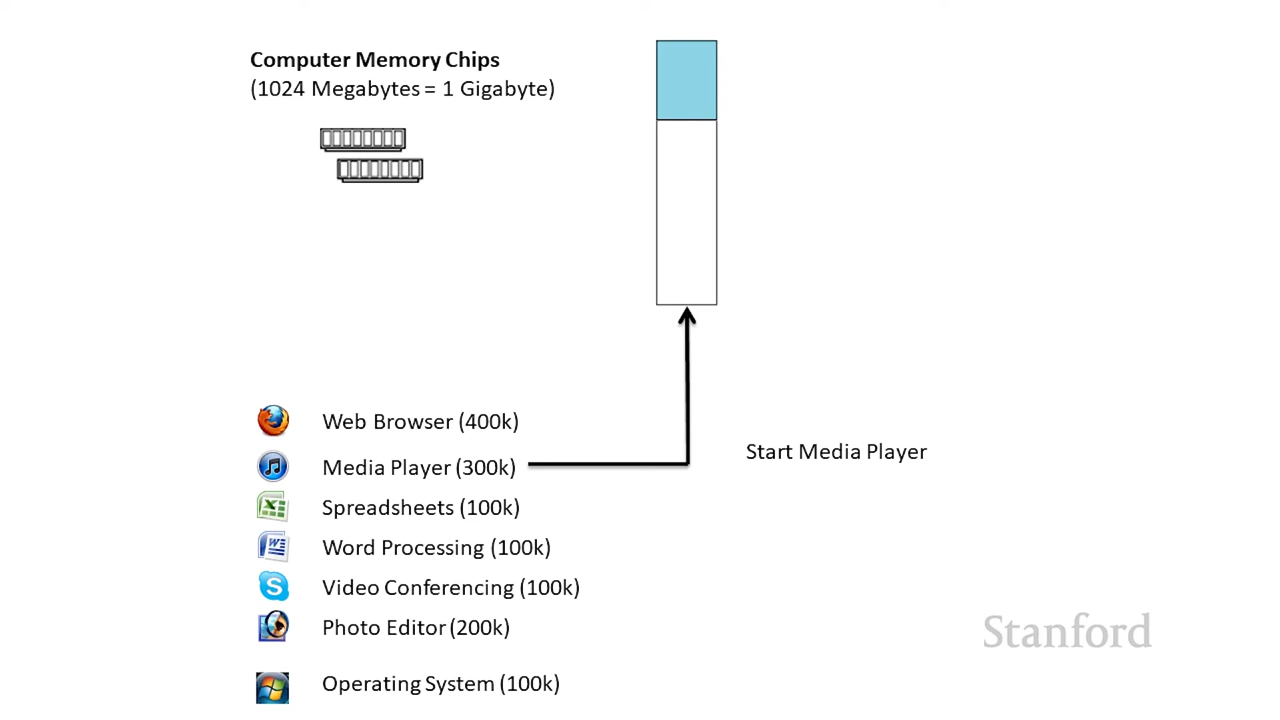 Computer Memory Chips
(1024 Megabytes = 1 Gigabyte)
Web Browser (400k)
Media Player (300k)
Start Media Player
Spreadsheets (100k)
Word Processing (100k)
Video Conferencing (100k)
Photo Editor (200k)
Stanford
Operating System (100k)